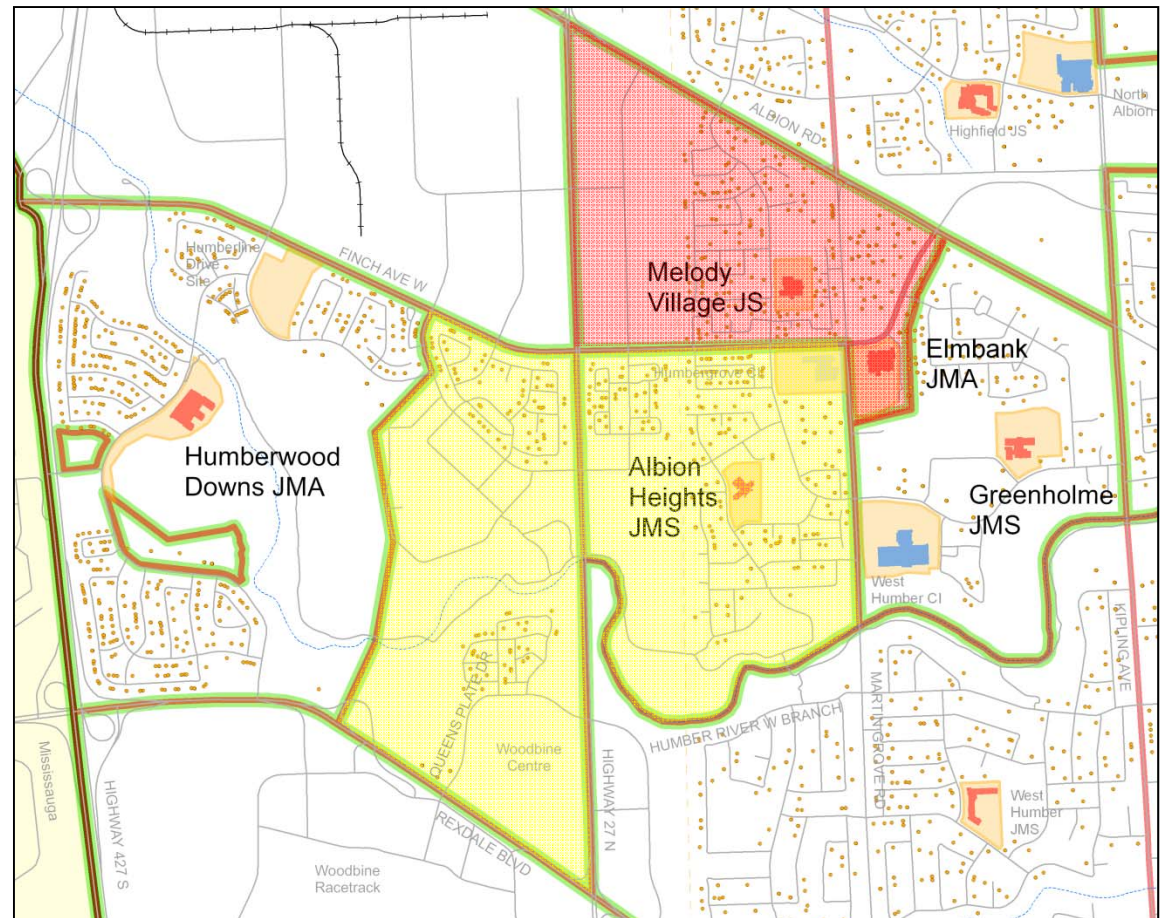 ALBION RD
Highfield JS
North
Albion
Humberline
Drive
Site
FINCH AVE W
Melody
Village JS
Elmbank
JMA
Humbergrove CI
Humberwood
Downs JMA
Albion
Heights
JMS
Greenholme
JMS
West
Humber CI
KIPLING AVE
QUEENS PLATE DR
MARTIN GROVE RD
HUMBER RIVER W BRANCH
Woodbine
Centre
Mississauga
HIGHWAY 427 S
HIGHWAY 27 N
REXDALE BLVD
West
Humber
JMS
Woodbine
Racetrack